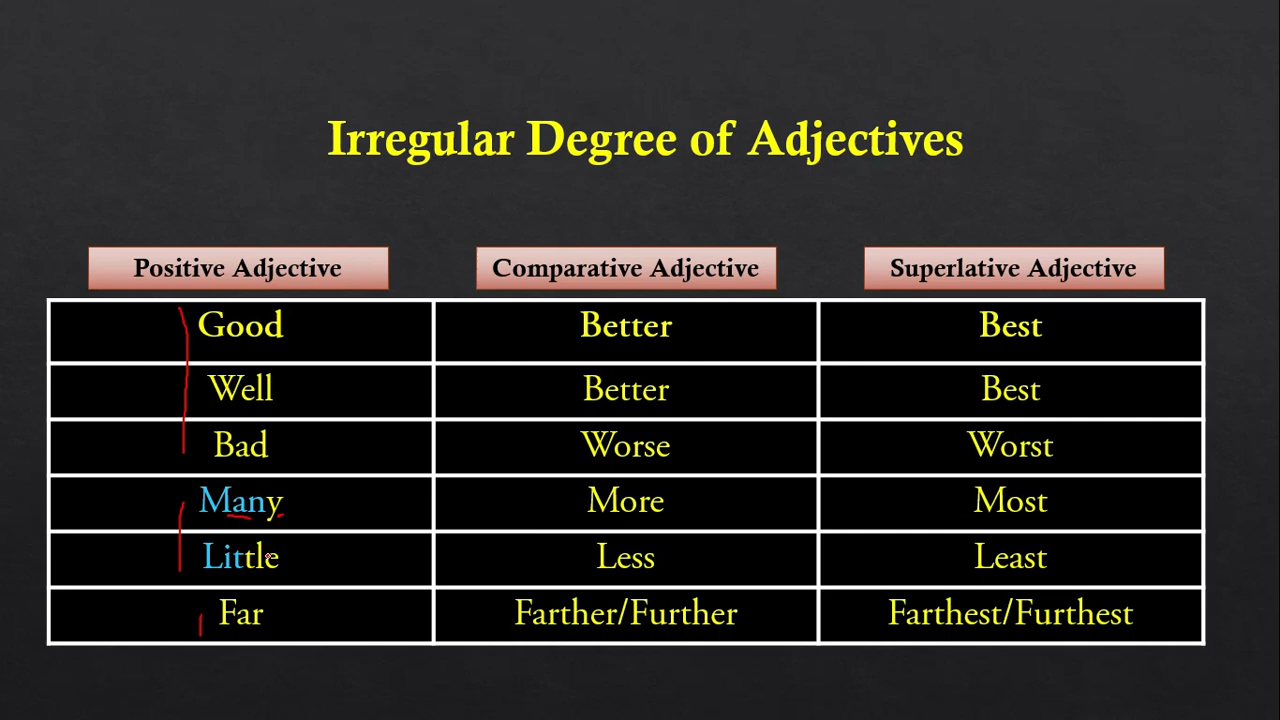 Irregular Degree of Adjectives
Positive Adjective Comparative Adjective Superlative Adjective
Good Better Best
Well Better Best
Bad Worse Worst
Many More Most
Little Less Least
Far Farther/Further Farthest/Furthest